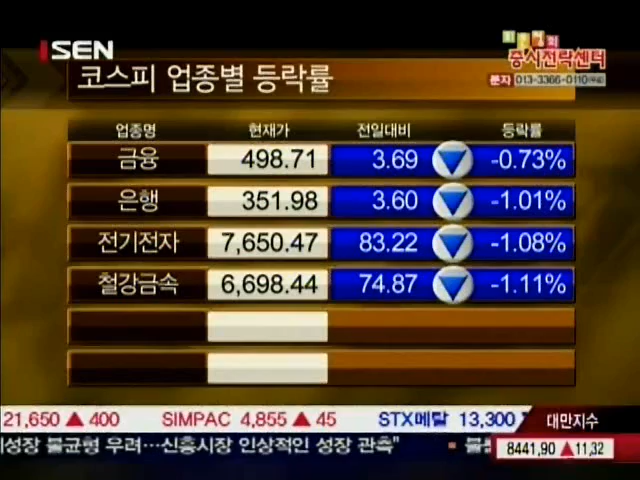 SEN
증시전략센터
문자 013-3366-0110
코스피 업종별 등락률
업종명 현재가 전일대비 등락률
금융 498.71 3.69 ▼ -0.73%
은행 351.98 3.60 ▼ -1.01%
전기전자 7,650.47 83.22 ▼ -1.08%
철강금속 6,698.44 74.87 ▼ -1.11%
21,650 ▲ 400 SIMPAC 4,855 ▲ 45 STX메탈 13,300
대만지수
성장 불균형 우려…신흥시장 인상적인 성장 관측"
8441,90 ▲11,32